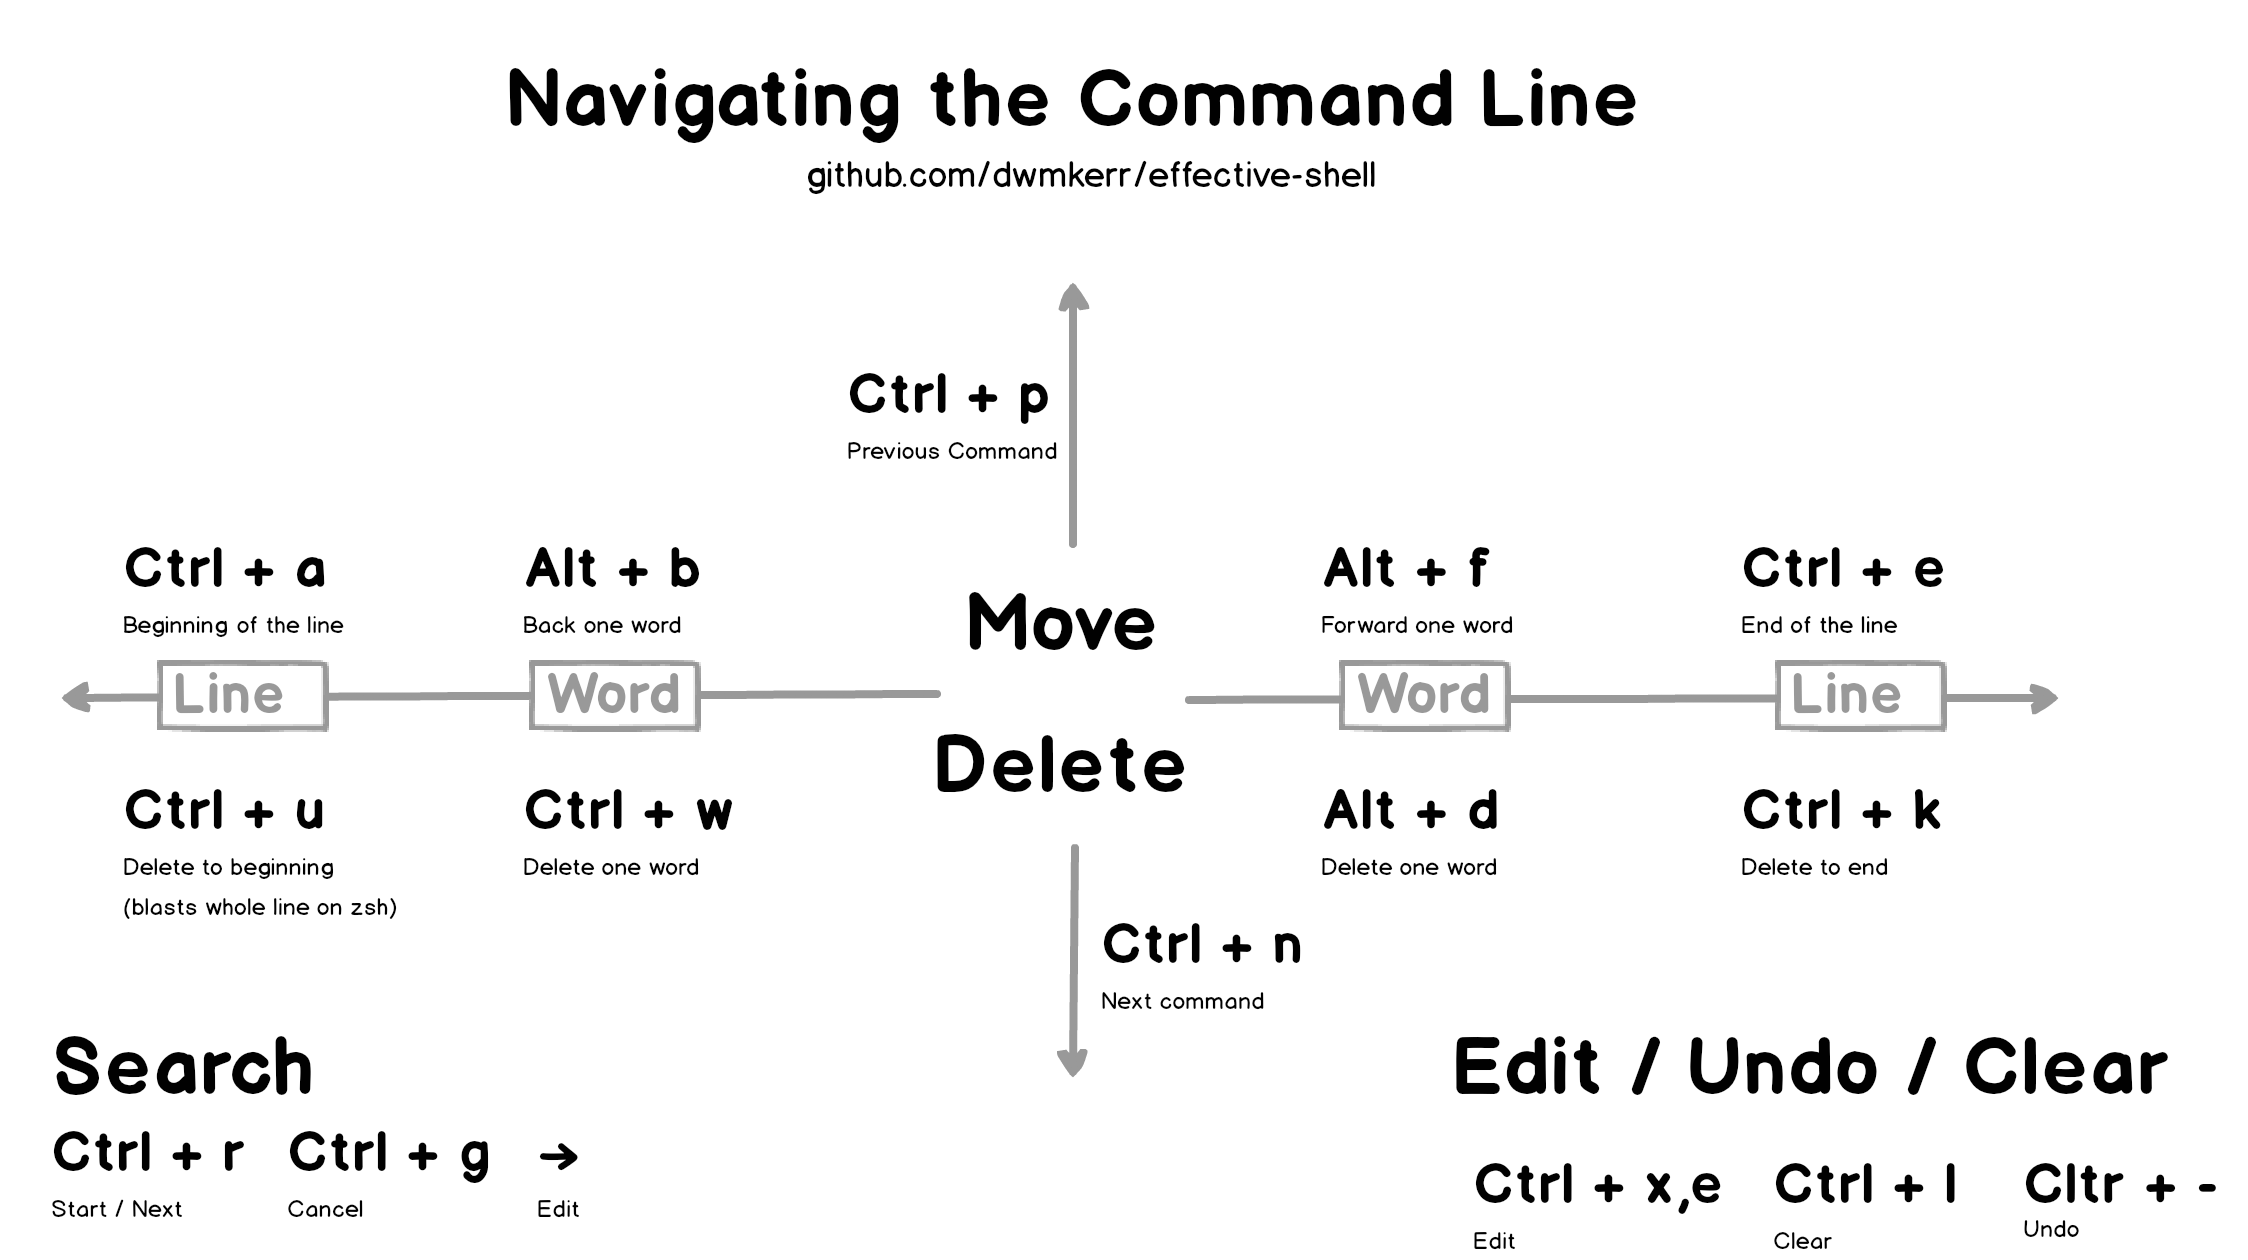 Navigating the Command Line
github.com/dwmkerr/effective-shell
Ctrl + p
Previous Command
Ctrl + a
Beginning of the line
Alt + b
Back one word
Move
Alt + f
Forward one word
Ctrl + e
End of the line
Line
Word
Word
Line
Delete
Ctrl + u
Delete to beginning
(blasts whole line on zsh)
Ctrl + w
Delete one word
Alt + d
Delete one word
Ctrl + k
Delete to end
Ctrl + n
Next command
Search
Ctrl + r
Start / Next
Ctrl + g
Cancel
→
Edit
Edit / Undo / Clear
Ctrl + x,e
Edit
Ctrl + l
Clear
Cltr + -
Undo